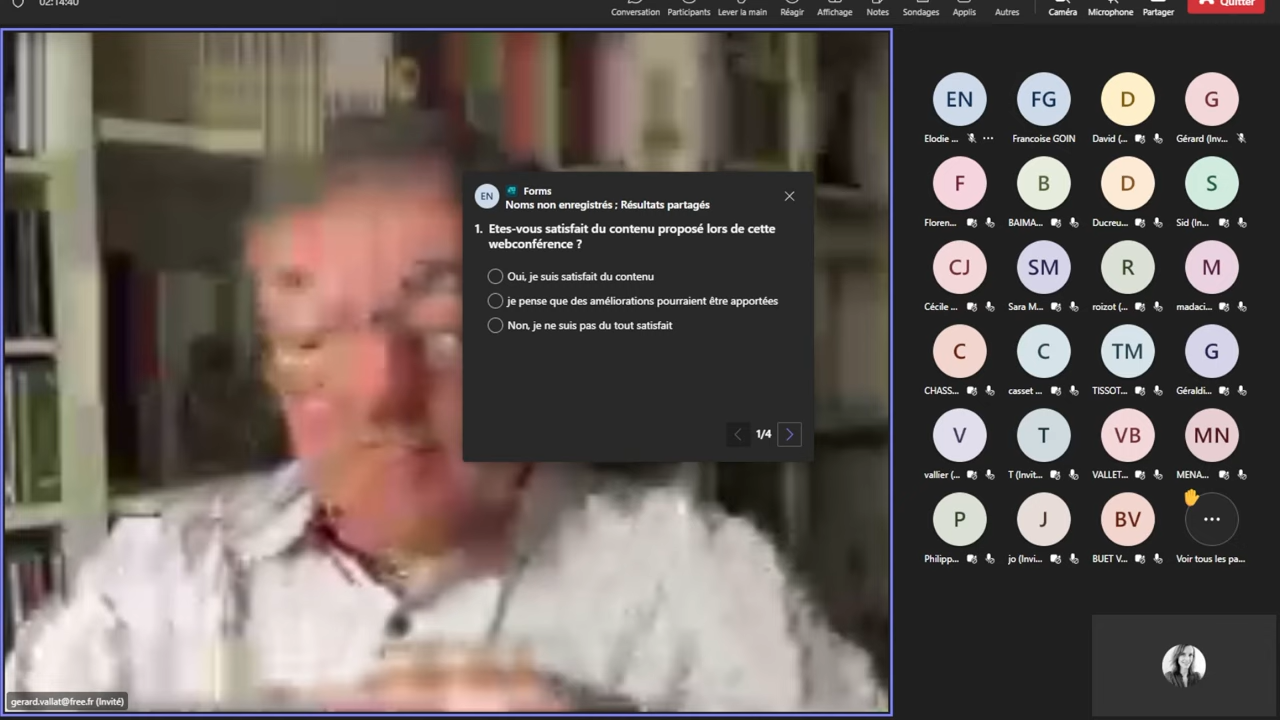 02:14:40
Conversation
Participants
Lever la main
Réagir
Affichage
Notes
Sondages
Applis
Autres
Caméra
Microphone
Partager
Quitter
EN
FG
D
G
Elodie ...
Francoise GOIN
David (...
Gérard (Inv...
F
B
D
S
Floren...
BAIMA...
Ducreu...
Sid (In...
CJ
SM
R
M
Cécile ...
Sara M...
roizot (...
madaci...
C
C
TM
G
CHASS...
casset ...
TISSOT...
Géraldi...
V
T
VB
MN
vallier (...
T (Invit...
VALLET...
MENA...
P
J
BV
...
Philipp...
jo (Invi...
BUET V...
Voir tous les pa...
EN
Forms
Noms non enregistrés ; Résultats partagés
1. Etes-vous satisfait du contenu proposé lors de cette
webconférence ?
Oui, je suis satisfait du contenu
je pense que des améliorations pourraient être apportées
Non, je ne suis pas du tout satisfait
1/4
gerard.vallat@free.fr (Invité)